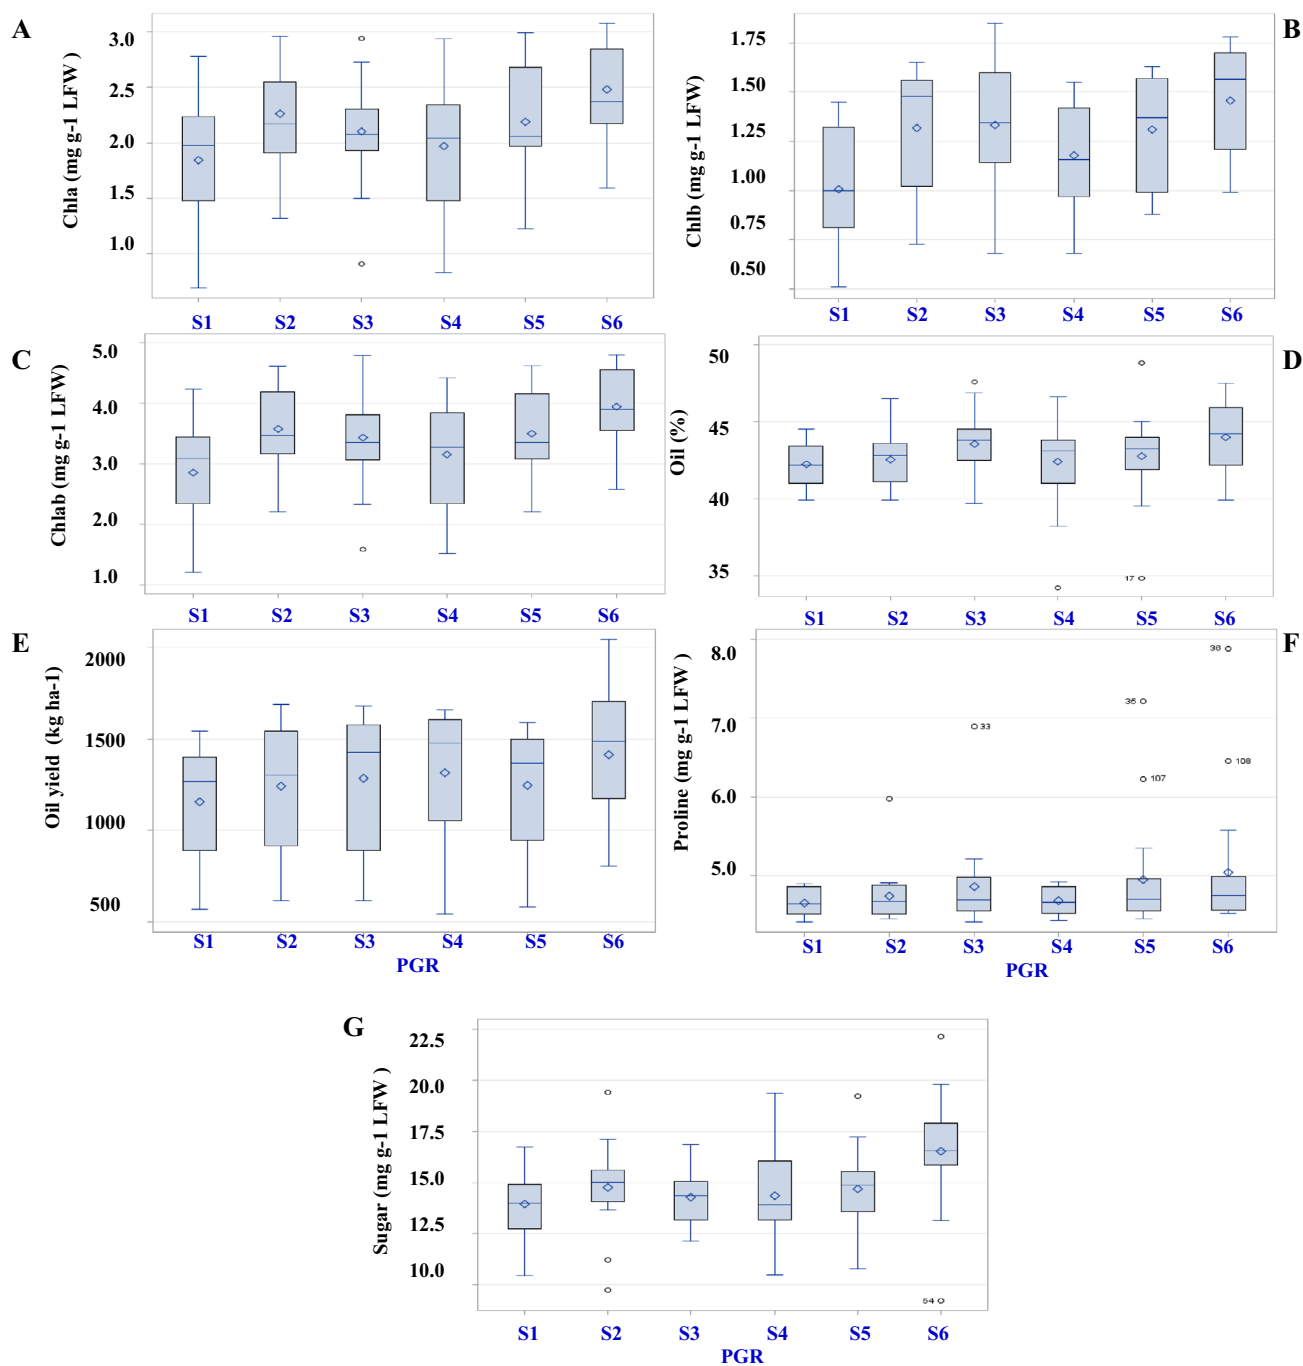 A
Chla (mg g-1 LFW)
3.0
2.5
2.0
1.5
1.0
S1 S2 S3 S4 S5 S6
B
Chlb (mg g-1 LFW)
1.75
1.50
1.25
1.00
0.75
0.50
S1 S2 S3 S4 S5 S6
C
Chlab (mg g-1 LFW)
5.0
4.0
3.0
2.0
1.0
S1 S2 S3 S4 S5 S6
D
Oil (%)
50
45
40
35
17
S1 S2 S3 S4 S5 S6
E
Oil yield (kg ha-1)
2000
1500
1000
500
S1 S2 S3 S4 S5 S6
PGR
F
Proline (mg g-1 LFW )
8.0
7.0
6.0
5.0
33
35
107
36
108
S1 S2 S3 S4 S5 S6
PGR
G
Sugar (mg g-1 LFW )
22.5
20.0
17.5
15.0
12.5
10.0
54
S1 S2 S3 S4 S5 S6
PGR